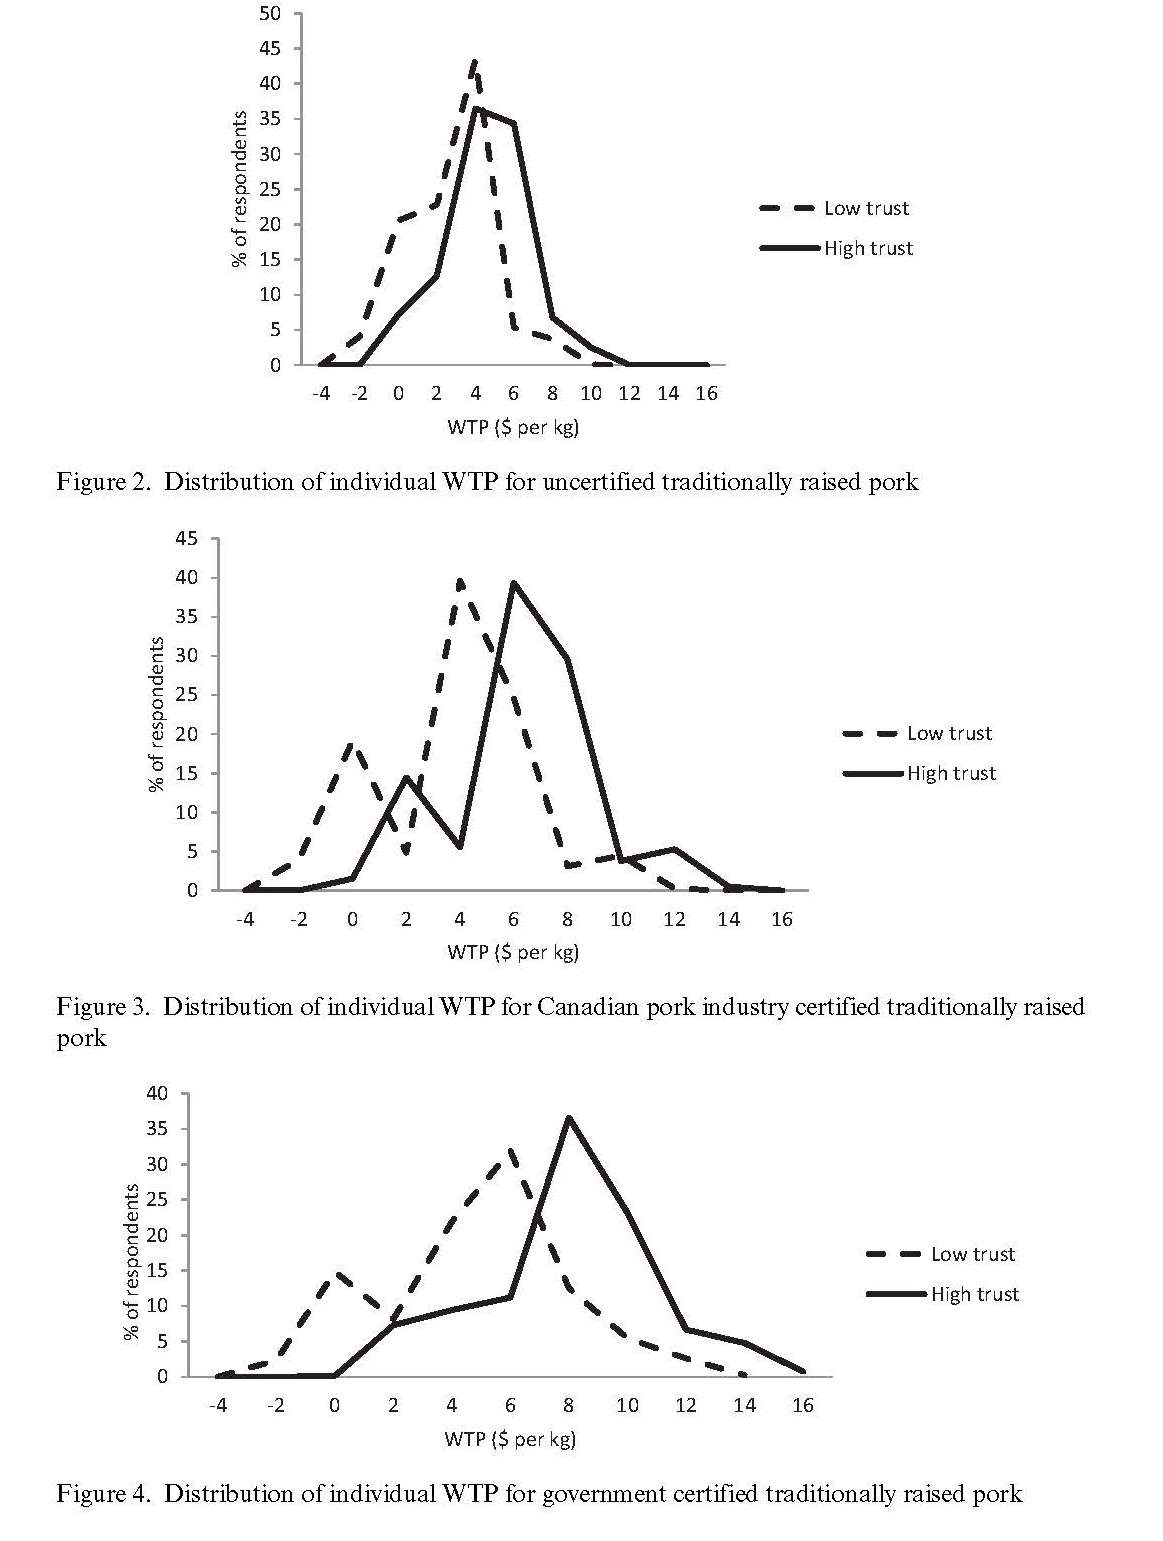 50
45
40
35
30
25
20
15
10
5
0
% of respondents
-4 -2 0 2 4 6 8 10 12 14 16
WTP ($ per kg)
Low trust
High trust
Figure 2. Distribution of individual WTP for uncertified traditionally raised pork
45
40
35
30
25
20
15
10
5
0
% of respondents
-4 -2 0 2 4 6 8 10 12 14 16
WTP ($ per kg)
Low trust
High trust
Figure 3. Distribution of individual WTP for Canadian pork industry certified traditionally raised
pork
40
35
30
25
20
15
10
5
0
% of respondents
-4 -2 0 2 4 6 8 10 12 14 16
WTP ($ per kg)
Low trust
High trust
Figure 4. Distribution of individual WTP for government certified traditionally raised pork